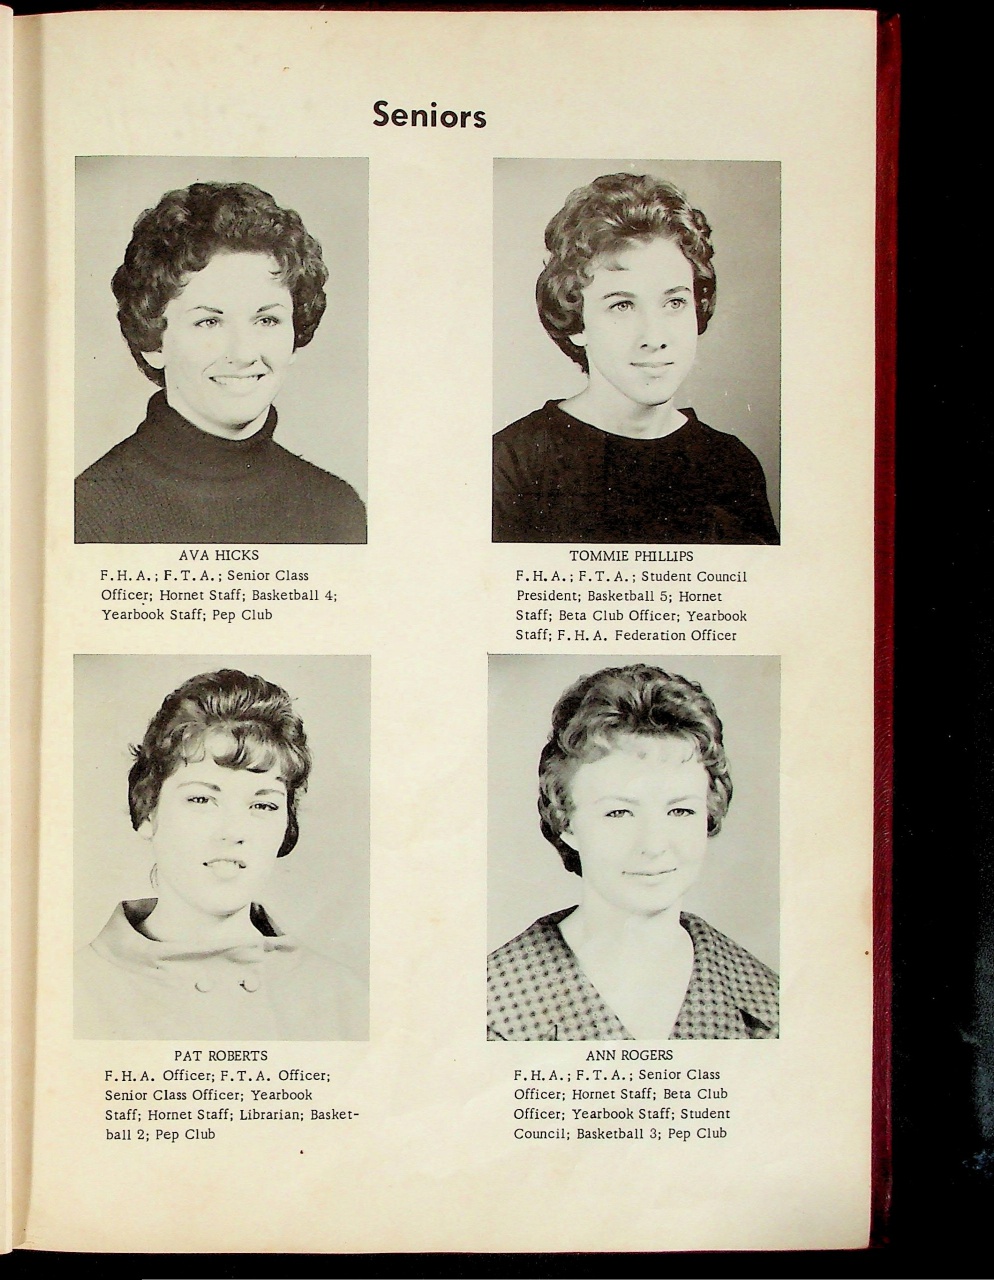 Seniors
AVA HICKS
F.H.A.; F.T.A.; Senior Class
Officer; Hornet Staff; Basketball 4;
Yearbook Staff; Pep Club
TOMMIE PHILLIPS
F.H.A.; F.T.A.; Student Council
President; Basketball 5; Hornet
Staff; Beta Club Officer; Yearbook
Staff; F.H.A. Federation Officer
PAT ROBERTS
F.H.A. Officer; F.T.A. Officer;
Senior Class Officer; Yearbook
Staff; Hornet Staff; Librarian; Basket-
ball 2; Pep Club
ANN ROGERS
F.H.A.; F.T.A.; Senior Class
Officer; Hornet Staff; Beta Club
Officer; Yearbook Staff; Student
Council; Basketball 3; Pep Club